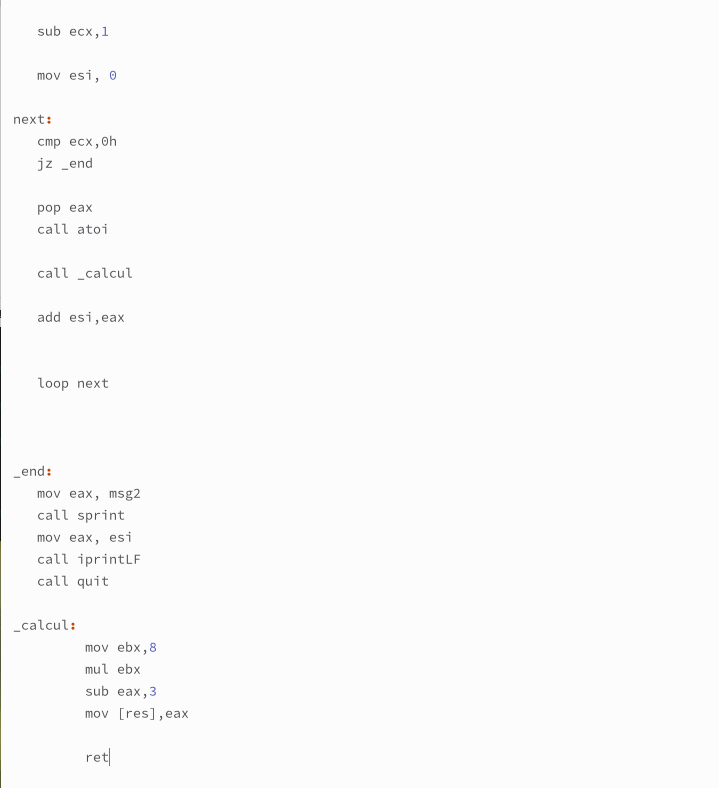 sub ecx,1
mov esi, 0
next:
cmp ecx,0h
jz _end
pop eax
call atoi
call _calcul
add esi,eax
loop next
_end:
mov eax, msg2
call sprint
mov eax, esi
call iprintLF
call quit
_calcul:
mov ebx,8
mul ebx
sub eax,3
mov [res],eax
ret